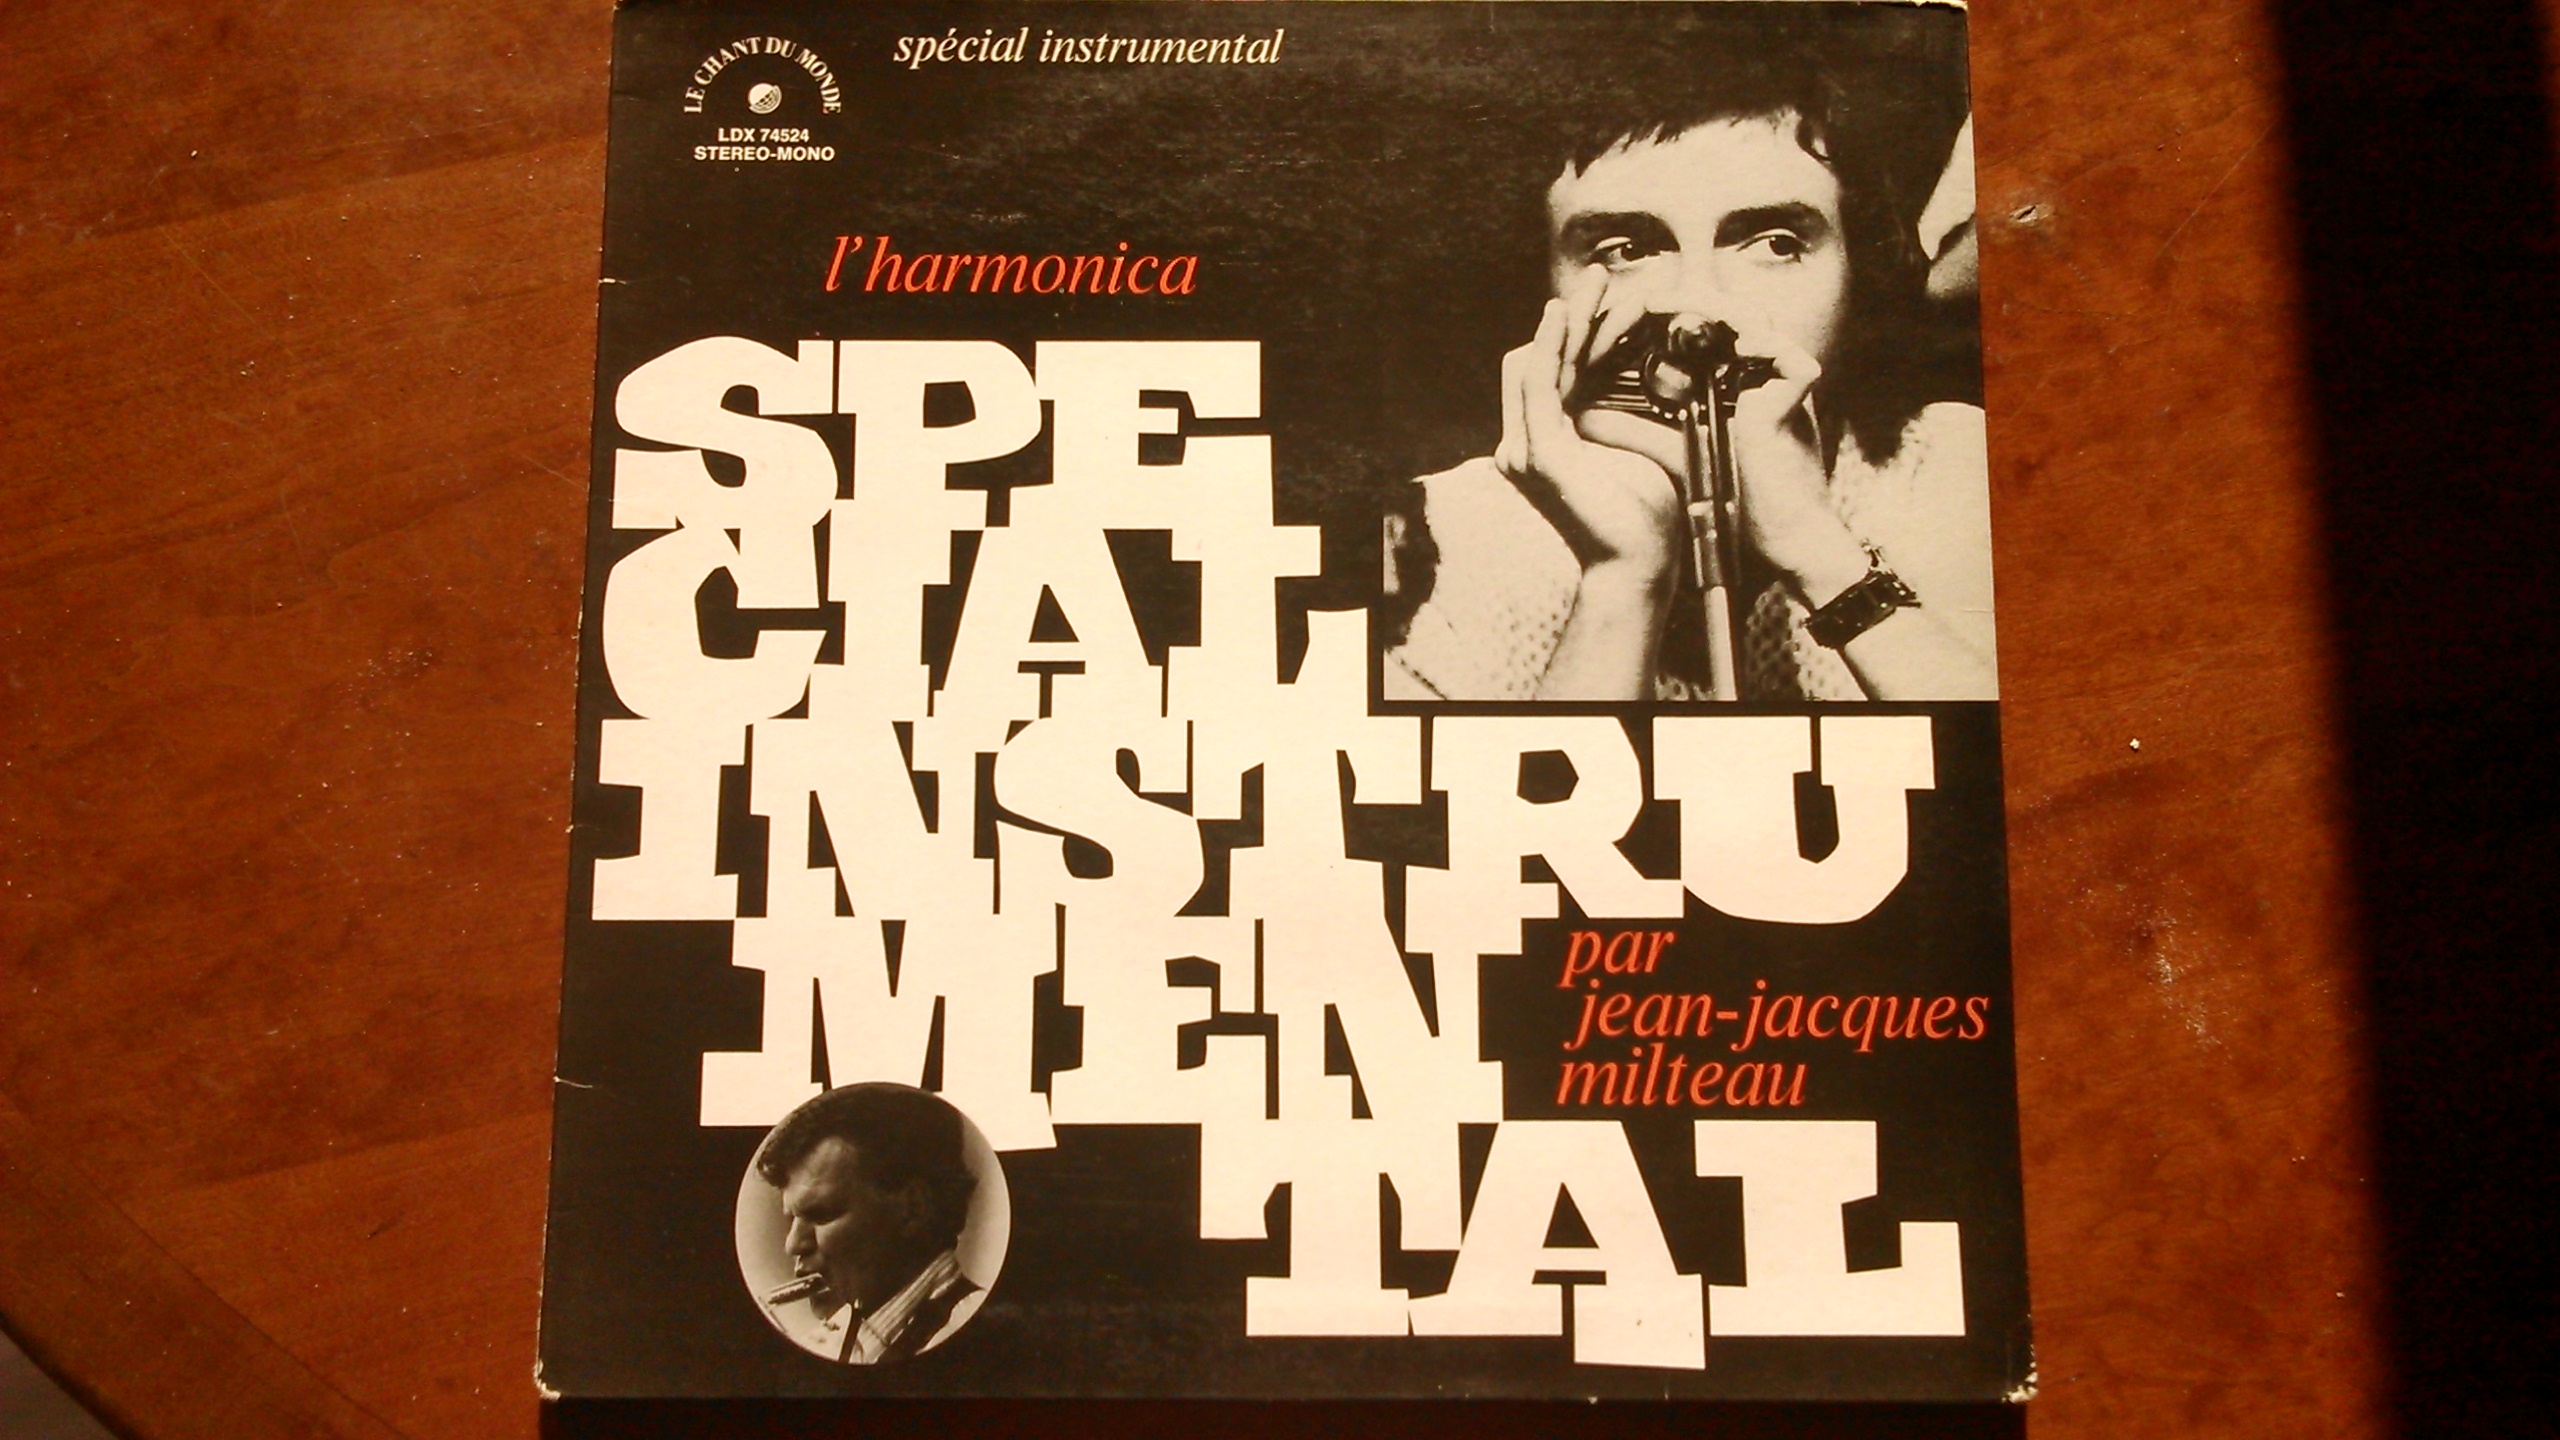 LE CHANT DU MONDE
LDX 74524
STEREO-MONO
spécial instrumental
l'harmonica
SPE
CIAL
INSTRU
MEN
TAL
par
jean-jacques
milteau